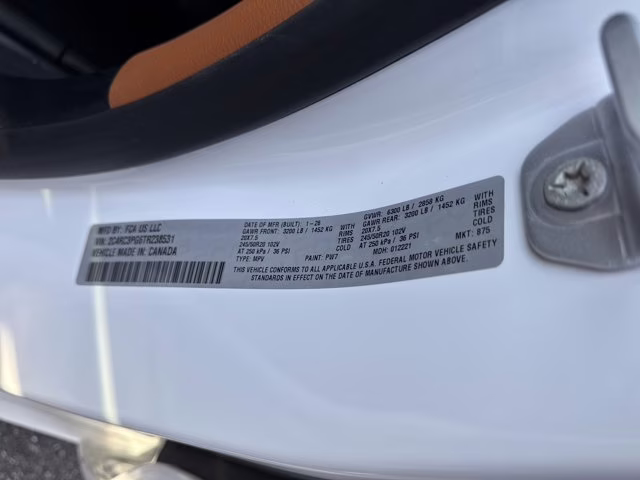 MFD BY: FCA US LLC
VIN: 2C4RC3PG6TR258531
VEHICLE MADE IN: CANADA
DATE OF MFR (BUILT): 1-26
GVWR: 6300 LB / 2858 KG
GAWR FRONT: 3200 LB / 1452 KG WITH
GAWR REAR: 3200 LB / 1452 KG WITH
20X7.5 RIMS
20X7.5 RIMS
245/50R20 102V TIRES
245/50R20 102V TIRES
AT 250 kPa / 36 PSI COLD
AT 250 kPa / 36 PSI COLD
TYPE: MPV PAINT: PW7 MDH: 012221 MKT: 875
THIS VEHICLE CONFORMS TO ALL APPLICABLE U.S.A. FEDERAL MOTOR VEHICLE SAFETY
STANDARDS IN EFFECT ON THE DATE OF MANUFACTURE SHOWN ABOVE.